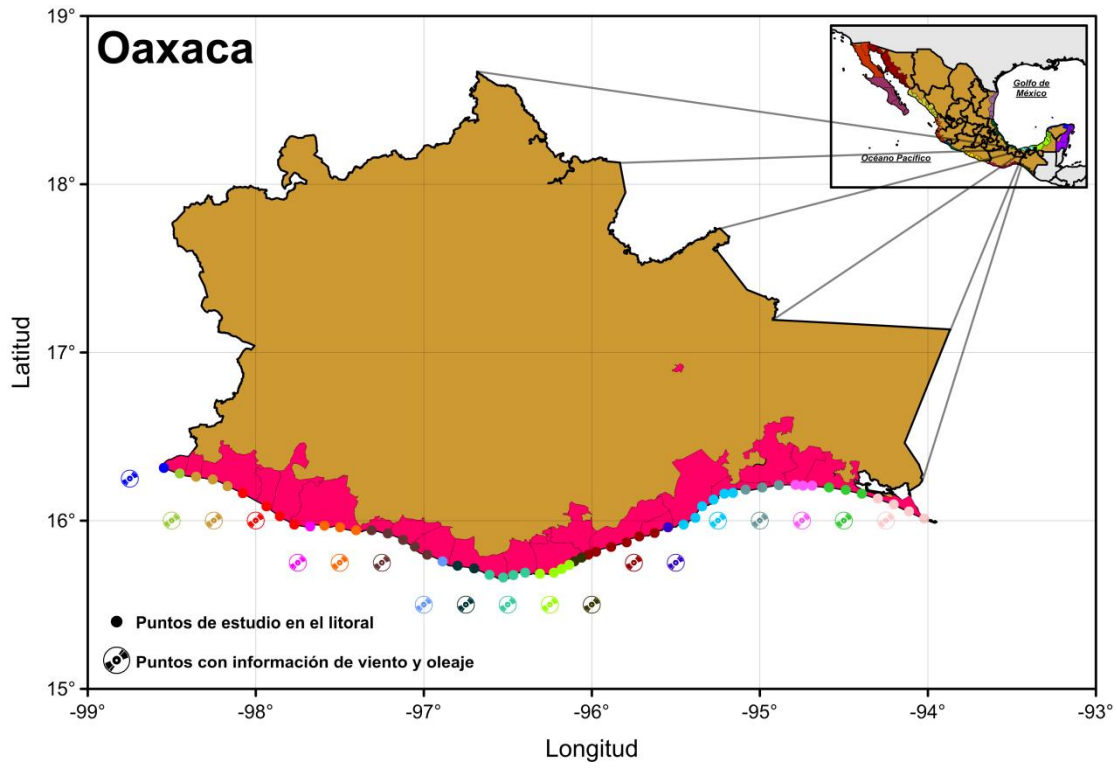 Oaxaca
Golfo de
México
Océano Pacífico
19°
18°
17°
16°
15°
Latitud
Puntos de estudio en el litoral
Puntos con información de viento y oleaje
-99°
-98°
-97°
-96°
-95°
-94°
-93°
Longitud